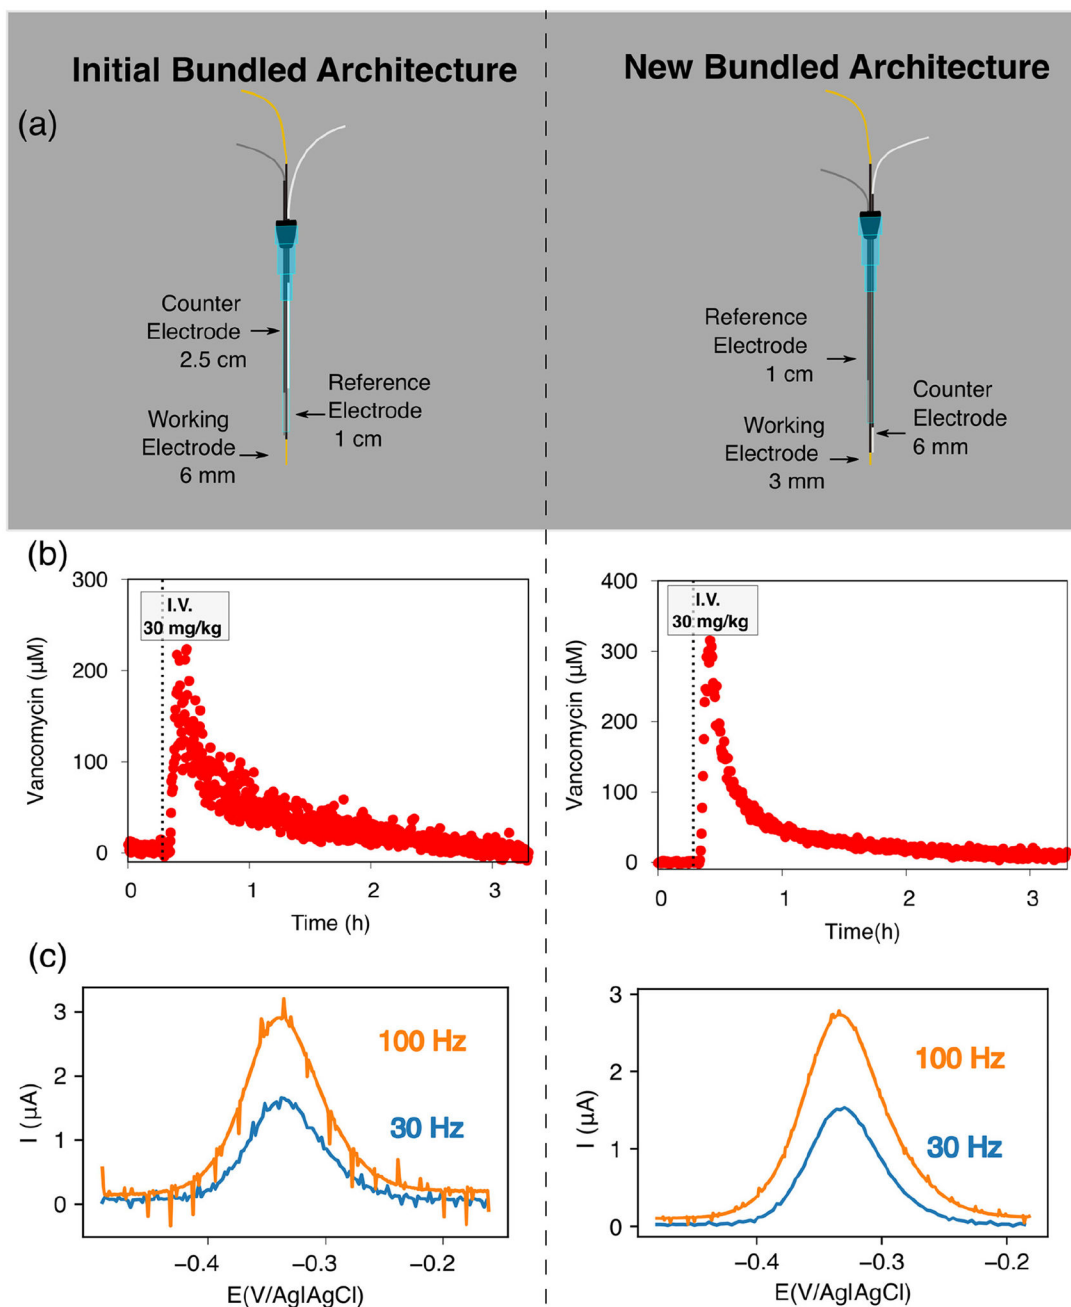 Initial Bundled Architecture
New Bundled Architecture
(a)
Counter
Electrode
2.5 cm
Reference
Electrode
1 cm
Working
Electrode
6 mm
Reference
Electrode
1 cm
Counter
Electrode
6 mm
Working
Electrode
3 mm
(b)
300
200
100
0
Vancomycin (µM)
I.V.
30 mg/kg
0 1 2 3
Time (h)
400
300
200
100
0
Vancomycin (µM)
I.V.
30 mg/kg
0 1 2 3
Time(h)
(c)
3
2
1
0
I (µA)
100 Hz
30 Hz
−0.4 −0.3 −0.2
E(V/Ag|AgCl)
3
2
1
0
I (µA)
100 Hz
30 Hz
−0.4 −0.3 −0.2
E(V/Ag|AgCl)